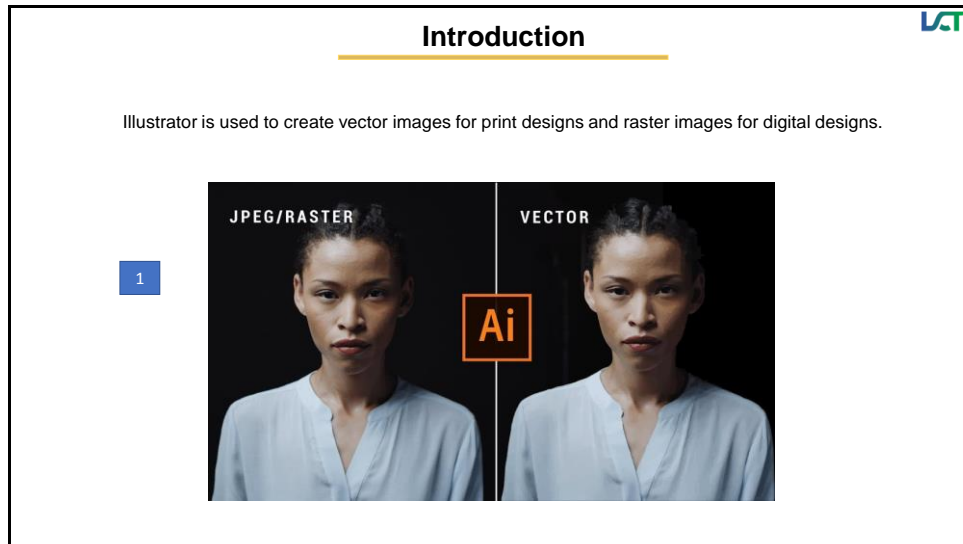 Introduction
LCT
Illustrator is used to create vector images for print designs and raster images for digital designs.
JPEG/RASTER
VECTOR
1
Ai